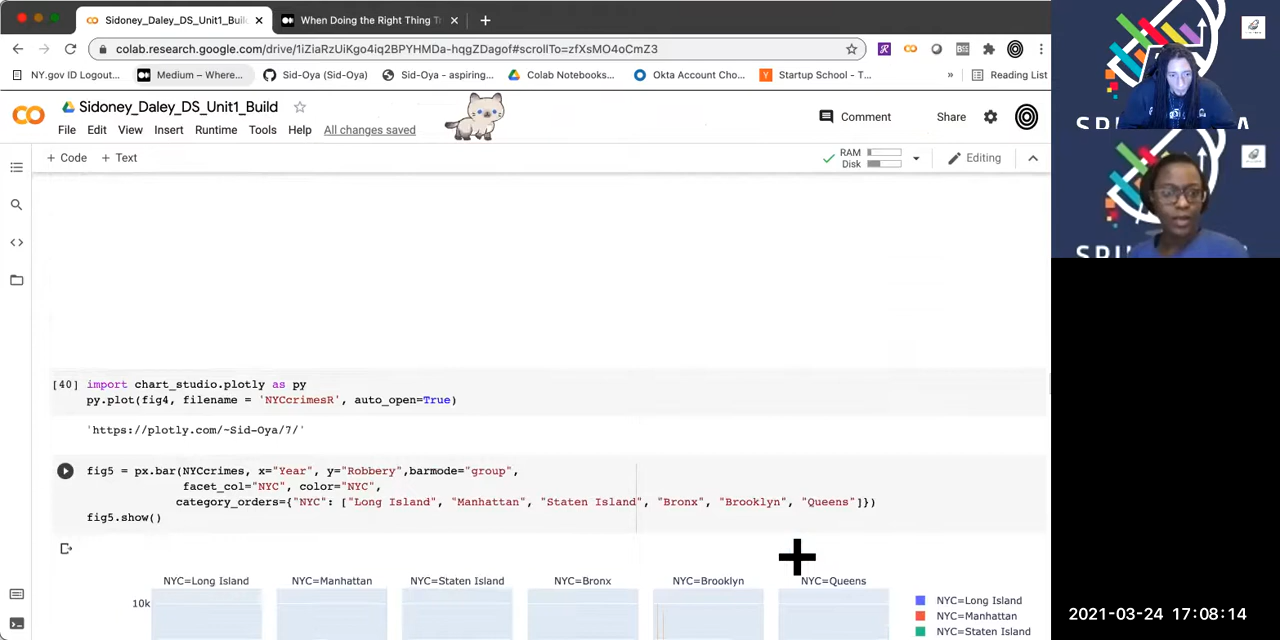 Sidoney_Daley_DS_Unit1_Buil
When Doing the Right Thing T
colab.research.google.com/drive/1iZiaRzUiKgo4iq2BPYHMDa-hqgZDagof#scrollTo=zfXsMO4oCmZ3
NY.gov ID Logout...
Medium – Where...
Sid-Oya (Sid-Oya)
Sid-Oya - aspiring...
Colab Notebooks...
Okta Account Cho...
Startup School - T...
»
Reading List
Sidoney_Daley_DS_Unit1_Build
File Edit View Insert Runtime Tools Help All changes saved
Comment
Share
+ Code + Text
RAM
Disk
Editing
[40] import chart_studio.plotly as py
py.plot(fig4, filename = 'NYCcrimesR', auto_open=True)
'https://plotly.com/~Sid-Oya/7/'
fig5 = px.bar(NYCcrimes, x="Year", y="Robbery",barmode="group",
facet_col="NYC", color="NYC",
category_orders={"NYC": ["Long Island", "Manhattan", "Staten Island", "Bronx", "Brooklyn", "Queens"]})
fig5.show()
NYC=Long Island NYC=Manhattan NYC=Staten Island NYC=Bronx NYC=Brooklyn NYC=Queens
10k
NYC=Long Island
NYC=Manhattan
NYC=Staten Island
2021-03-24 17:08:14